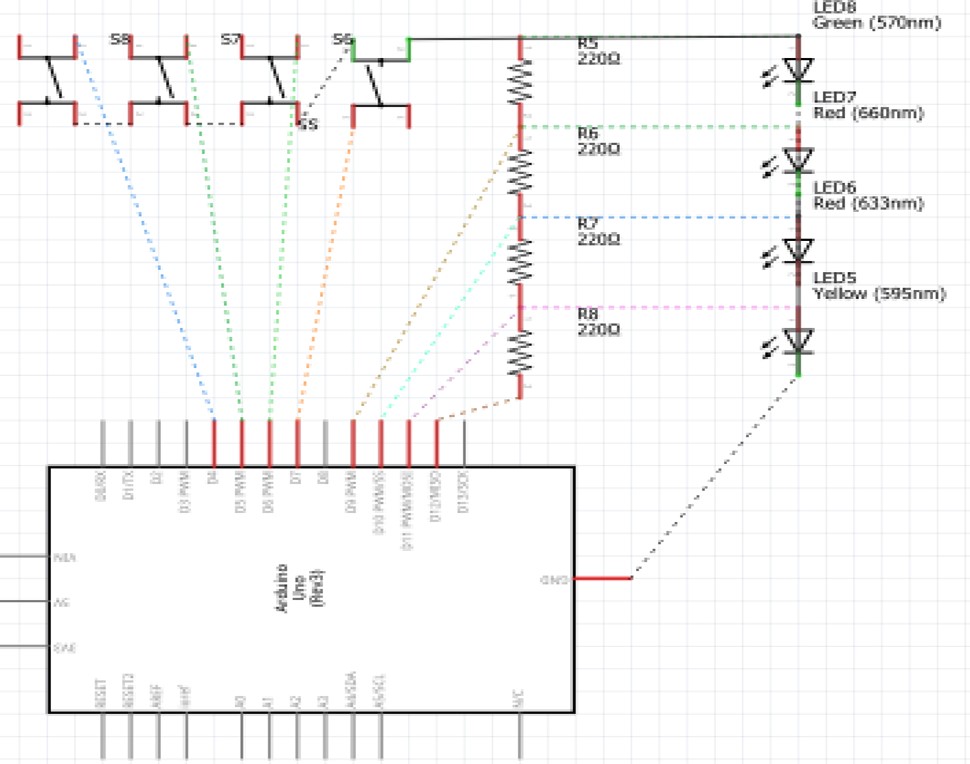 LED8
Green (570nm)
S8
S7
S6
R5
220Ω
LED7
Red (660nm)
S5
R6
220Ω
LED6
Red (633nm)
R7
220Ω
LED5
Yellow (595nm)
R8
220Ω
D0/RX
D1/TX
D2
D3 PWM
D4
D5 PWM
D6 PWM
D7
D8
D9 PWM
D10 PWM/SS
D11 PWM/MOSI
D12/MISO
D13/SCK
VIN
5V
3V3
Arduino
Uno
(Rev3)
GND
RESET
RESET2
AREF
ioref
A0
A1
A2
A3
A4/SDA
A5/SCL
N/C